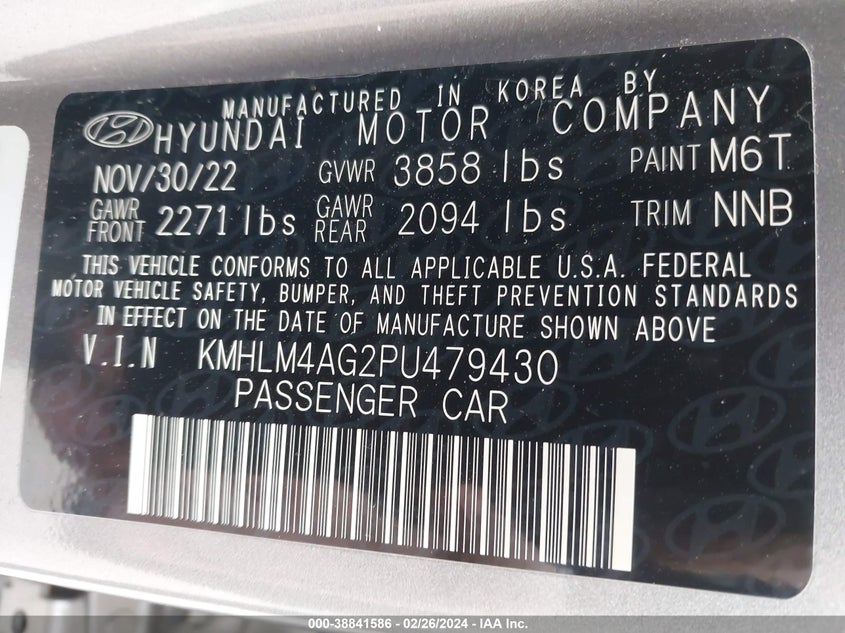 MANUFACTURED IN KOREA BY
HYUNDAI MOTOR COMPANY
NOV/30/22 GVWR 3858 lbs PAINT M6T
GAWR FRONT 2271 lbs GAWR REAR 2094 lbs TRIM NNB
THIS VEHICLE CONFORMS TO ALL APPLICABLE U.S.A. FEDERAL
MOTOR VEHICLE SAFETY, BUMPER, AND THEFT PREVENTION STANDARDS
IN EFFECT ON THE DATE OF MANUFACTURE SHOWN ABOVE
V.I.N KMHLM4AG2PU479430
PASSENGER CAR
000-38841586 - 02/26/2024 - IAA Inc.